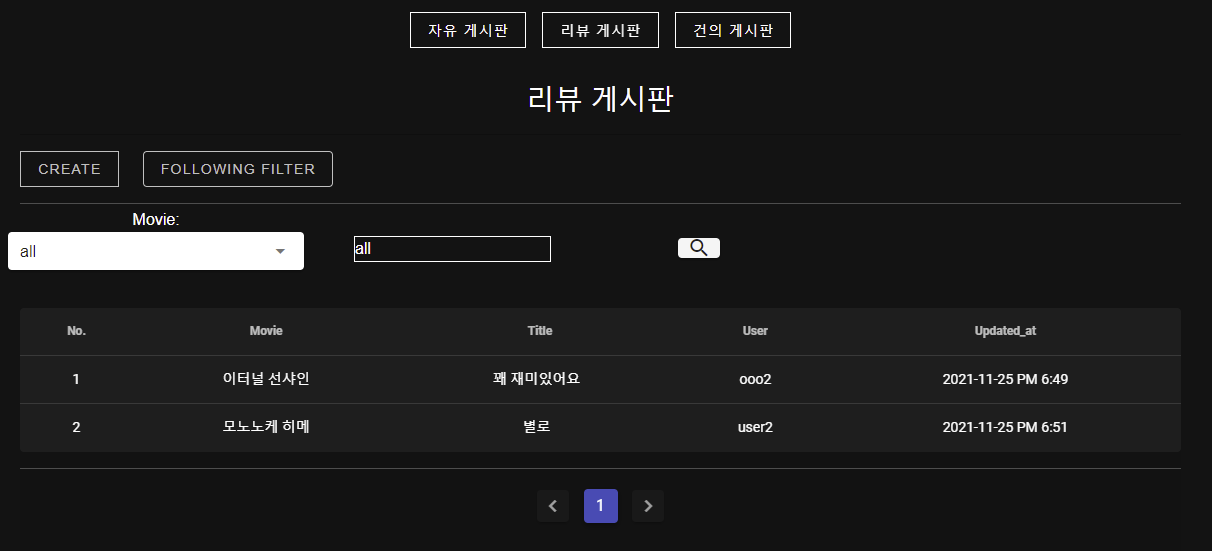 자유 게시판 리뷰 게시판 건의 게시판
리뷰 게시판
CREATE FOLLOWING FILTER
Movie:
all all
No. Movie Title User Updated_at
1 이터널 선샤인 꽤 재미있어요 ooo2 2021-11-25 PM 6:49
2 모노노케 히메 별로 user2 2021-11-25 PM 6:51
1